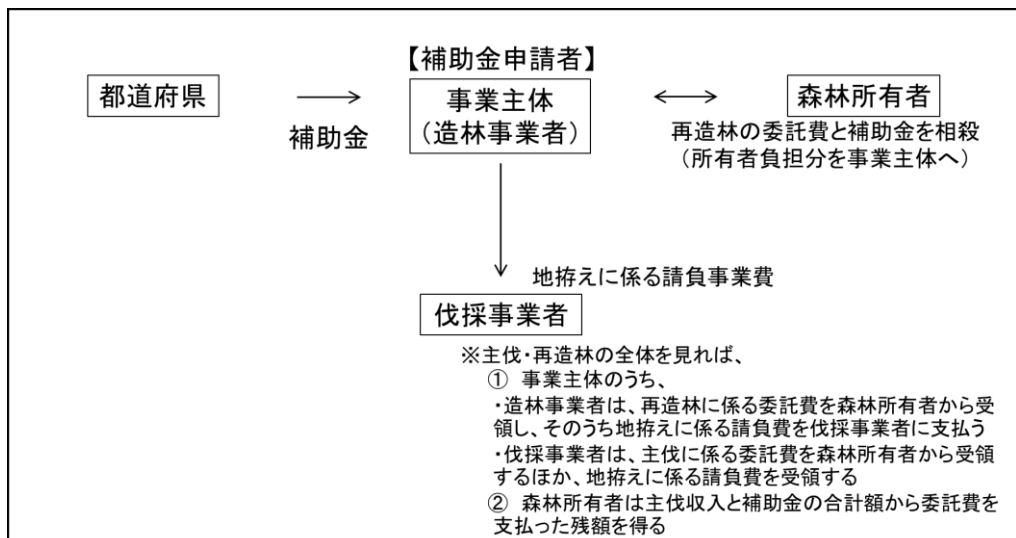 【補助金申請者】
都道府県
補助金
事業主体
(造林事業者)
森林所有者
再造林の委託費と補助金を相殺
(所有者負担分を事業主体へ)
地拵えに係る請負事業費
伐採事業者
※主伐・再造林の全体を見れば、
① 事業主体のうち、
・造林事業者は、再造林に係る委託費を森林所有者から受
領し、そのうち地拵えに係る請負費を伐採事業者に支払う
・伐採事業者は、主伐に係る委託費を森林所有者から受領
するほか、地拵えに係る請負費を受領する
② 森林所有者は主伐収入と補助金の合計額から委託費を
支払った残額を得る